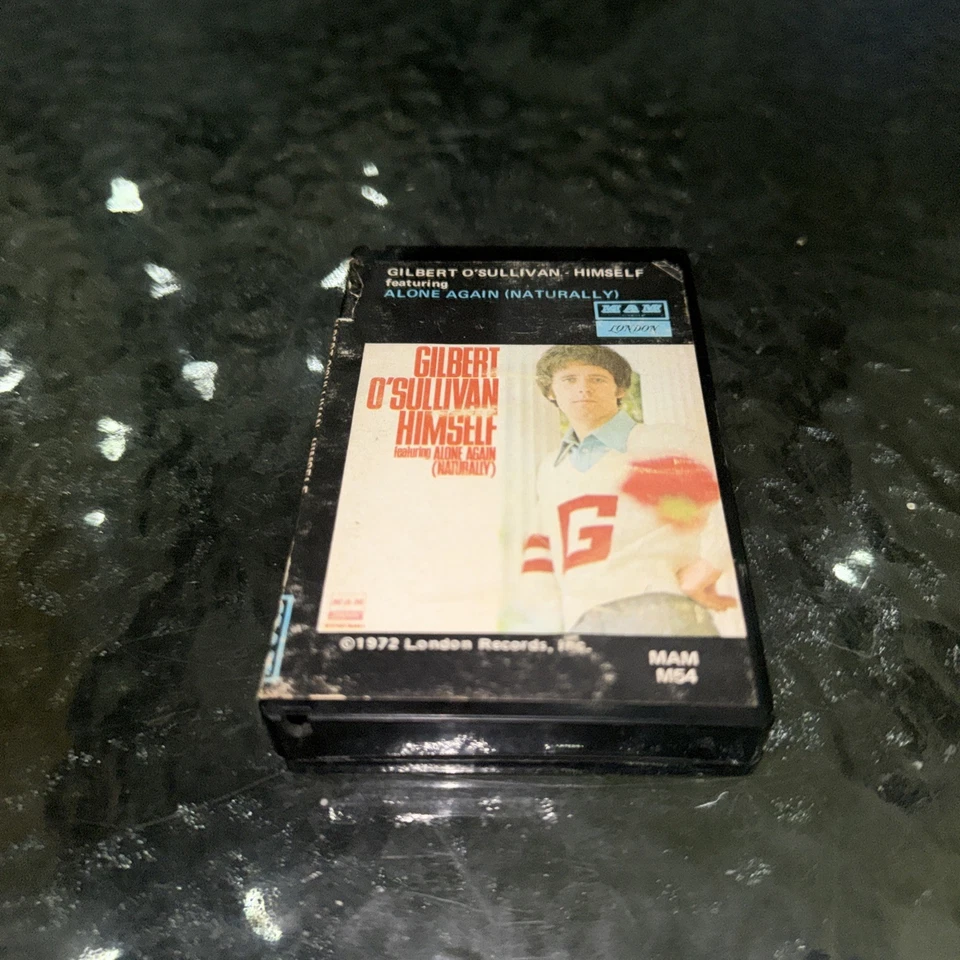 GILBERT O'SULLIVAN - HIMSELF
featuring
ALONE AGAIN (NATURALLY)
MAM
LONDON
GILBERT
O'SULLIVAN
HIMSELF
featuring ALONE AGAIN
(NATURALLY)
G
©1972 London Records, Inc.
MAM
M54